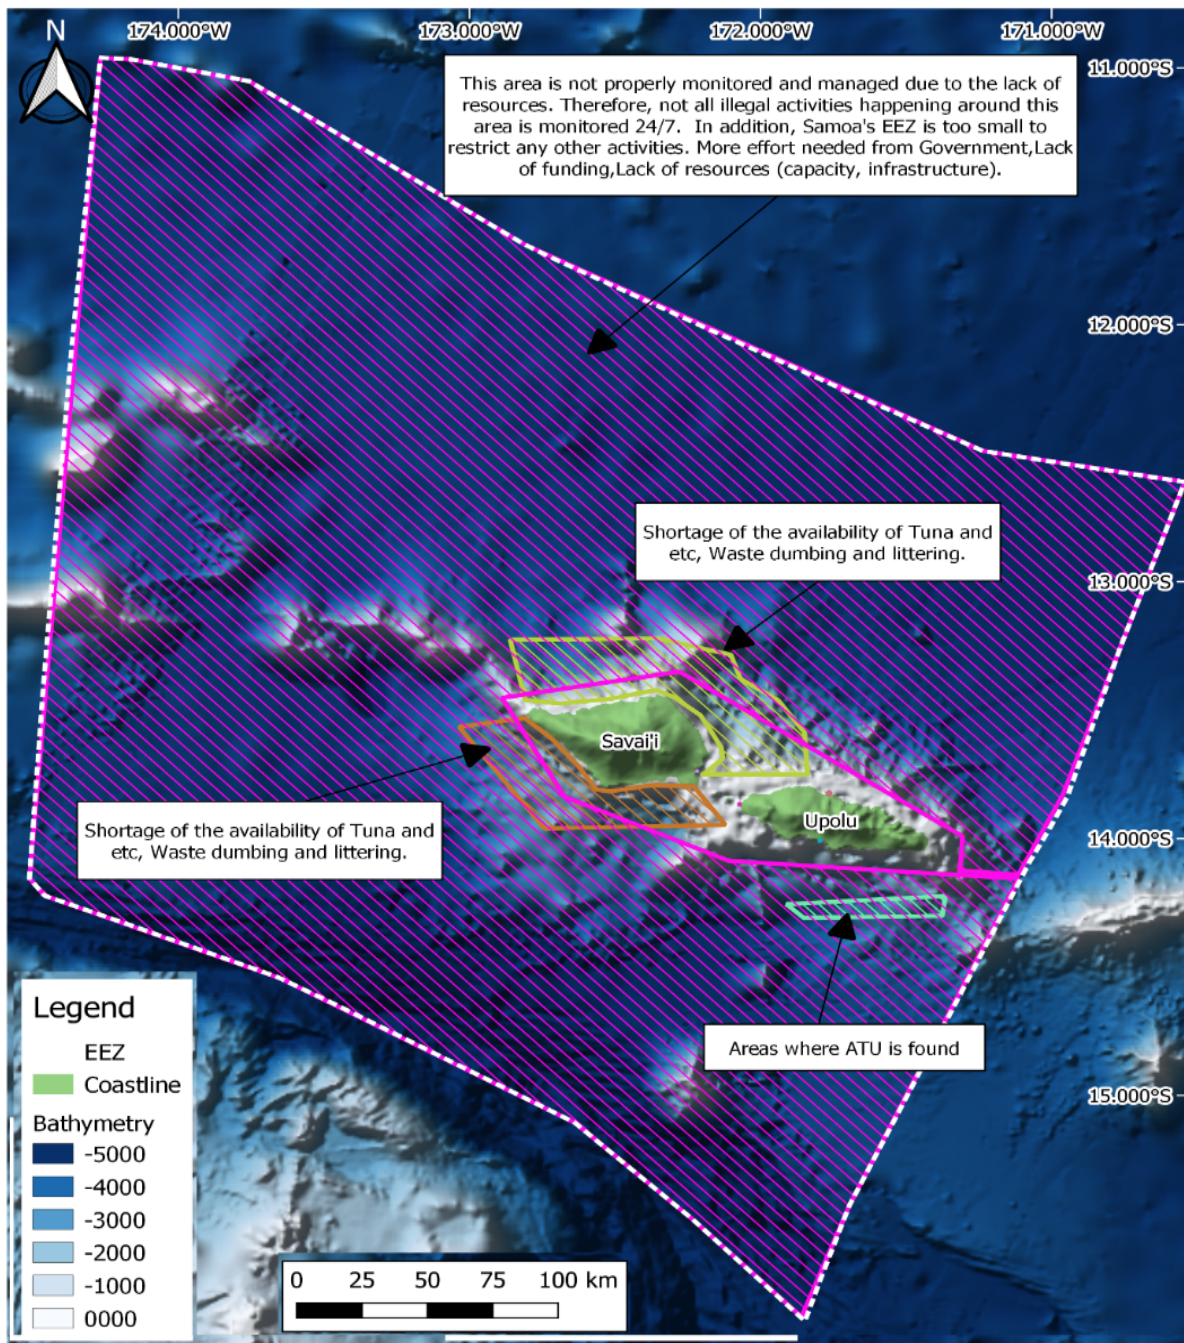 N
174.000°W 173.000°W 172.000°W 171.000°W
11.000°S
This area is not properly monitored and managed due to the lack of
resources. Therefore, not all illegal activities happening around this
area is monitored 24/7.  In addition, Samoa's EEZ is too small to
restrict any other activities. More effort needed from Government,Lack
of funding,Lack of resources (capacity, infrastructure).
12.000°S
Shortage of the availability of Tuna and
etc, Waste dumbing and littering.
13.000°S
Savai'i
Upolu
Shortage of the availability of Tuna and
etc, Waste dumbing and littering.
14.000°S
Areas where ATU is found
15.000°S
Legend
EEZ
Coastline
Bathymetry
-5000
-4000
-3000
-2000
-1000
0000
0 25 50 75 100 km